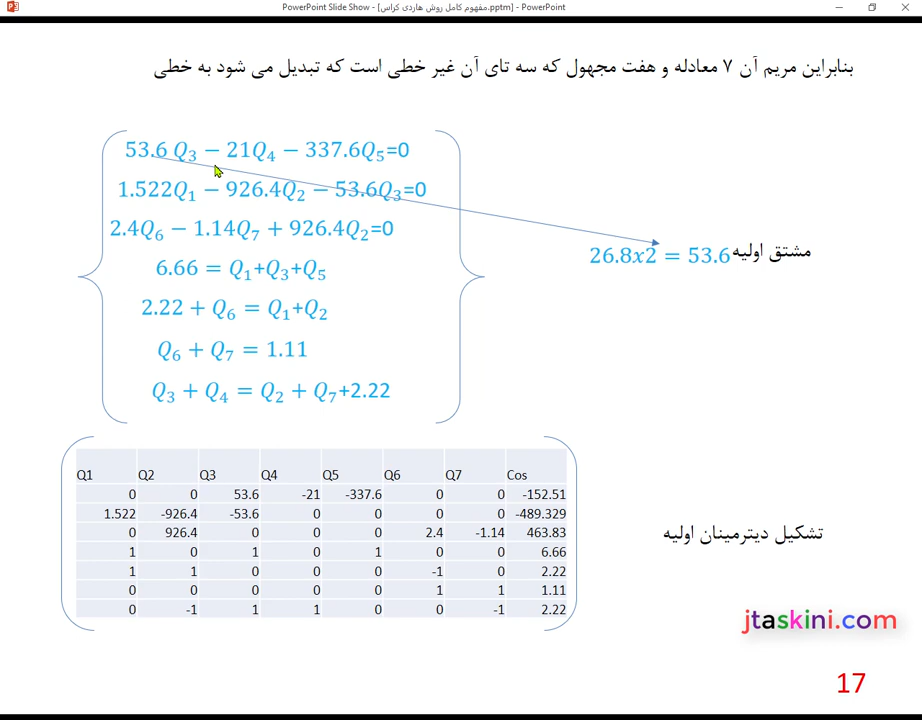 PowerPoint Slide Show - [مفهوم کامل روش هاردی کراس.pptm] - PowerPoint
بنابراین مریم آن ۷ معادله و هفت مجهول که سه تای آن غیر خطی است که تبدیل می شود به خطی
53.6 Q₃ − 21Q₄ − 337.6Q₅=0
1.522Q₁ − 926.4Q₂ − 53.6Q₃=0
2.4Q₆ − 1.14Q₇ + 926.4Q₂=0
مشتق اولیه 26.8x2 = 53.6
6.66 = Q₁+Q₃+Q₅
2.22 + Q₆ = Q₁+Q₂
Q₆ + Q₇ = 1.11
Q₃ + Q₄ = Q₂ + Q₇+2.22
Q1 Q2 Q3 Q4 Q5 Q6 Q7 Cos
0 0 53.6 -21 -337.6 0 0 -152.51
1.522 -926.4 -53.6 0 0 0 0 -489.329
0 926.4 0 0 0 2.4 -1.14 463.83
1 0 1 0 1 0 0 6.66
1 1 0 0 0 -1 0 2.22
0 0 0 0 0 1 1 1.11
0 -1 1 1 0 0 -1 2.22
تشکیل دیترمینان اولیه
jtaskini.com
17